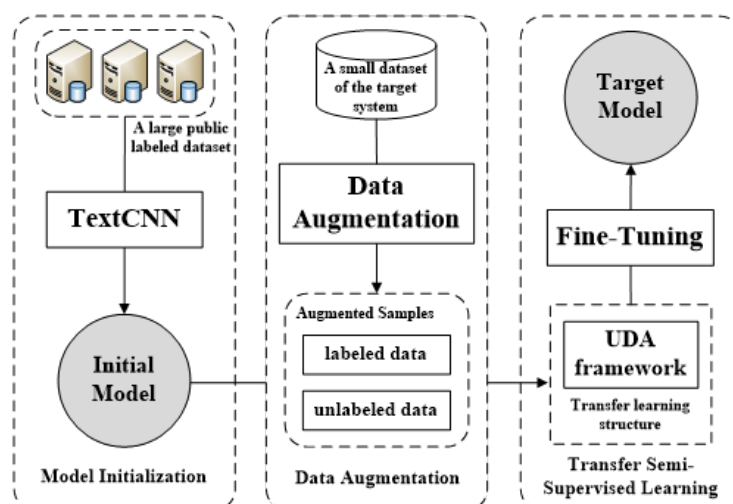 A large public
labeled dataset
TextCNN
Initial
Model
Model Initialization
A small dataset
of the target
system
Data
Augmentation
Augmented Samples
labeled data
unlabeled data
Data Augmentation
Target
Model
Fine-Tuning
UDA
framework
Transfer learning
structure
Transfer Semi-
Supervised Learning